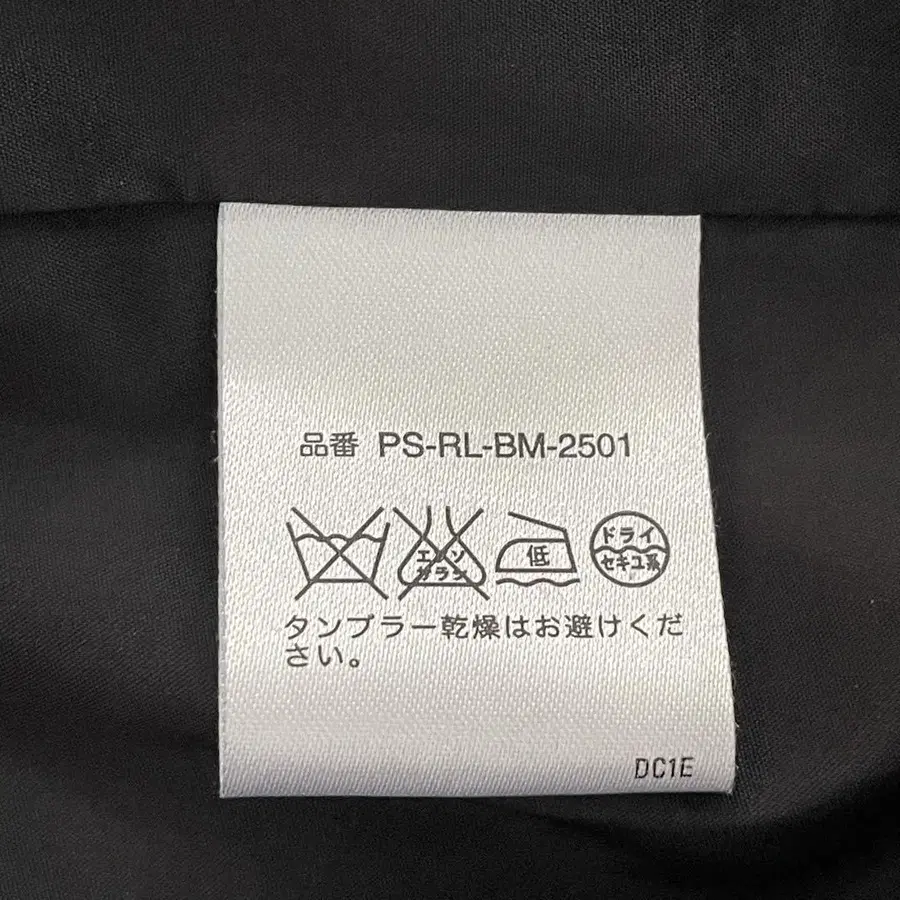 品番 PS-RL-BM-2501
エンソ
サラシ
低
ドライ
セキユ系
タンブラー乾燥はお避けくだ
さい。
DC1E